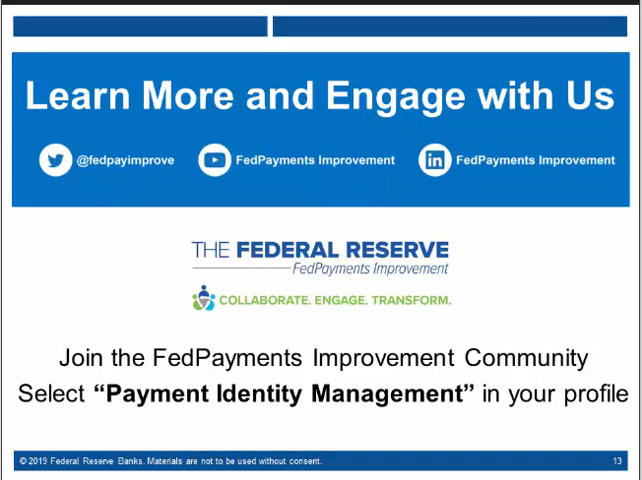 Learn More and Engage with Us
@fedpayimprove FedPayments Improvement FedPayments Improvement
THE FEDERAL RESERVE
FedPayments Improvement
COLLABORATE. ENGAGE. TRANSFORM.
Join the FedPayments Improvement Community
Select “Payment Identity Management” in your profile
© 2019 Federal Reserve Banks. Materials are not to be used without consent. 13